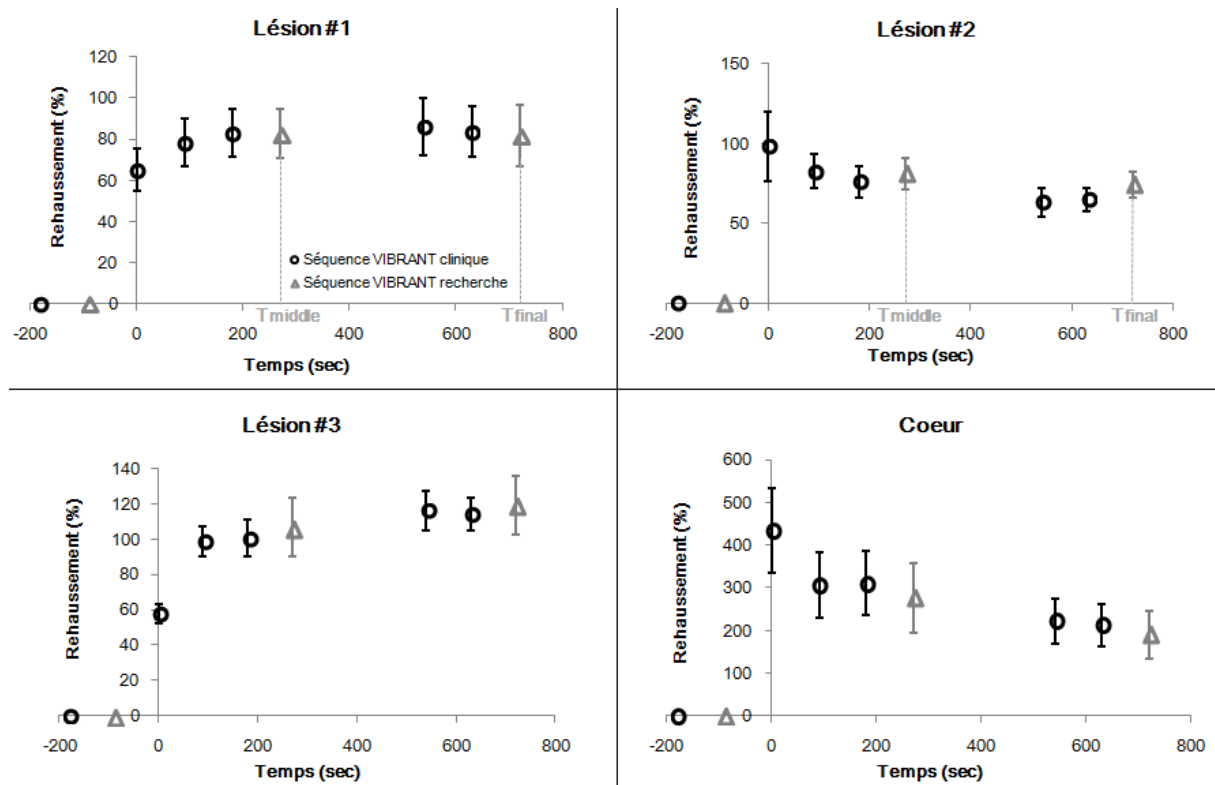 Lésion #1
120
100
80
60
40
20
0
Rehaussement (%)
Séquence VIBRANT clinique
Séquence VIBRANT recherche
Tmiddle
Tfinal
-200
0
200
400
600
800
Temps (sec)
Lésion #2
150
100
50
0
Rehaussement (%)
Tmiddle
Tfinal
-200
0
200
400
600
800
Temps (sec)
Lésion #3
140
120
100
80
60
40
20
0
Rehaussement (%)
-200
0
200
400
600
800
Temps (sec)
Coeur
600
500
400
300
200
100
0
Rehaussement (%)
-200
0
200
400
600
800
Temps (sec)